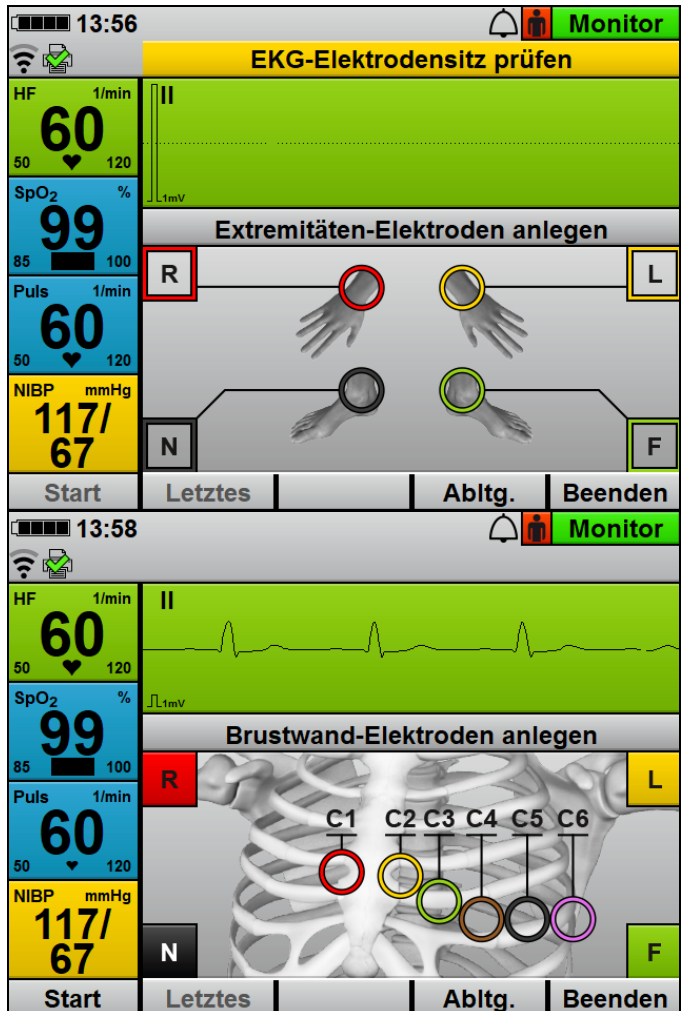 13:56 Monitor
EKG-Elektrodensitz prüfen
HF 1/min
60
50 120
II
1mV
SpO2 %
99
85 100
Puls 1/min
60
50 120
NIBP mmHg
117/
67
Extremitäten-Elektroden anlegen
R L
N F
Start Letztes Abltg. Beenden
13:58 Monitor
HF 1/min
60
50 120
II
1mV
SpO2 %
99
85 100
Puls 1/min
60
50 120
NIBP mmHg
117/
67
Brustwand-Elektroden anlegen
R L
C1 C2 C3 C4 C5 C6
N F
Start Letztes Abltg. Beenden